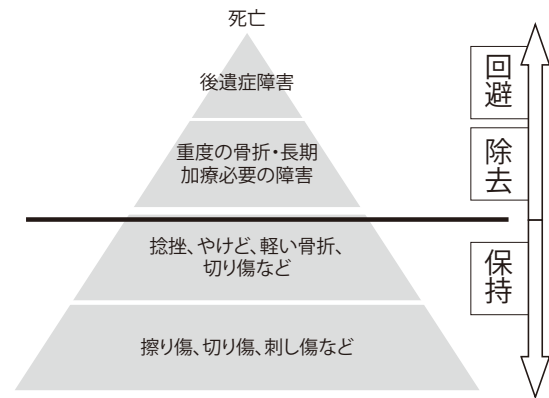 死亡
後遺症障害
重度の骨折・長期
加療必要の障害
捻挫、やけど、軽い骨折、
切り傷など
擦り傷、切り傷、刺し傷など
回避
除去
保持